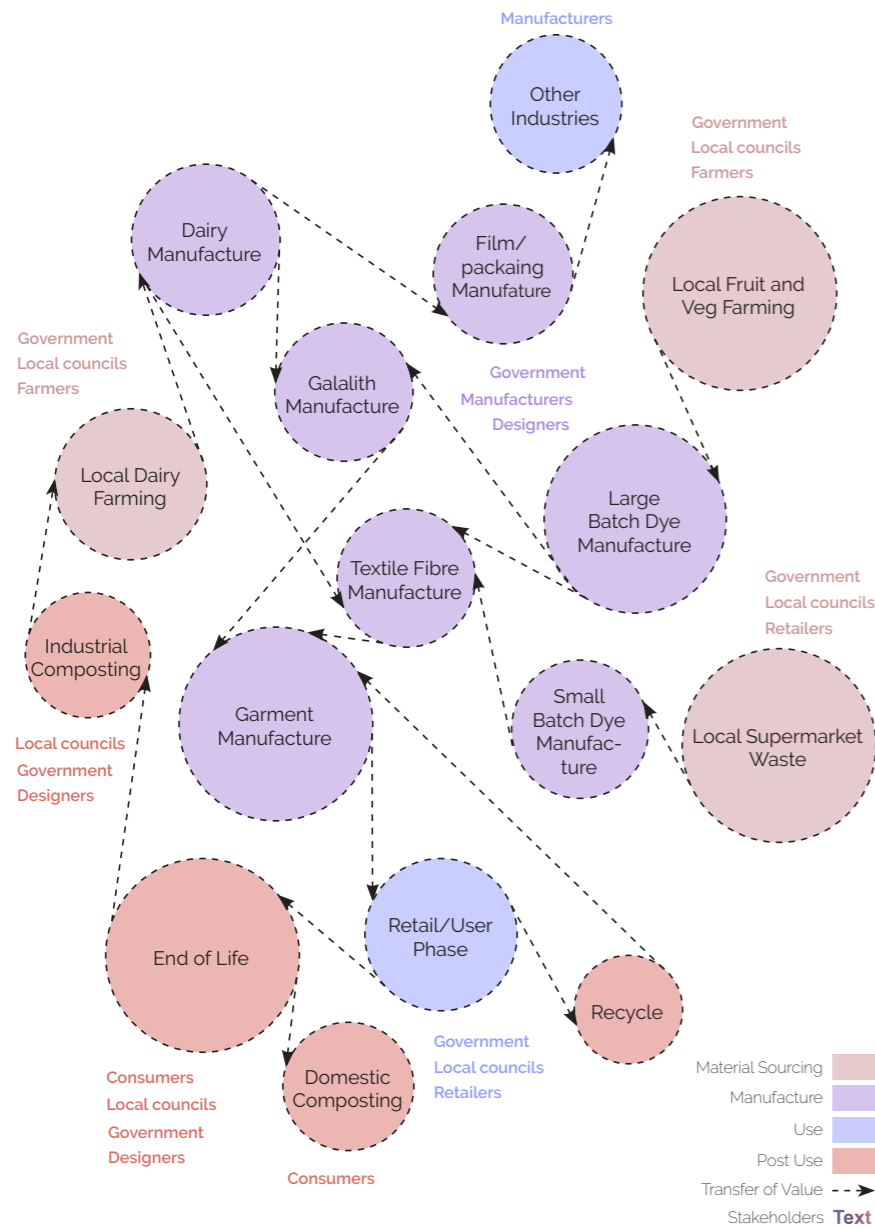 Manufacturers
Other
Industries
Government
Local councils
Farmers
Dairy
Manufacture
Film/
packaing
Manufature
Local Fruit and
Veg Farming
Government
Local councils
Farmers
Galalith
Manufacture
Government
Manufacturers
Designers
Local Dairy
Farming
Large
Batch Dye
Manufacture
Textile Fibre
Manufacture
Government
Local councils
Retailers
Industrial
Composting
Garment
Manufacture
Small
Batch Dye
Manufac-
ture
Local Supermarket
Waste
Local councils
Government
Designers
End of Life
Retail/User
Phase
Recycle
Government
Local councils
Retailers
Domestic
Composting
Consumers
Local councils
Government
Designers
Consumers
Material Sourcing
Manufacture
Use
Post Use
Transfer of Value
Stakeholders Text